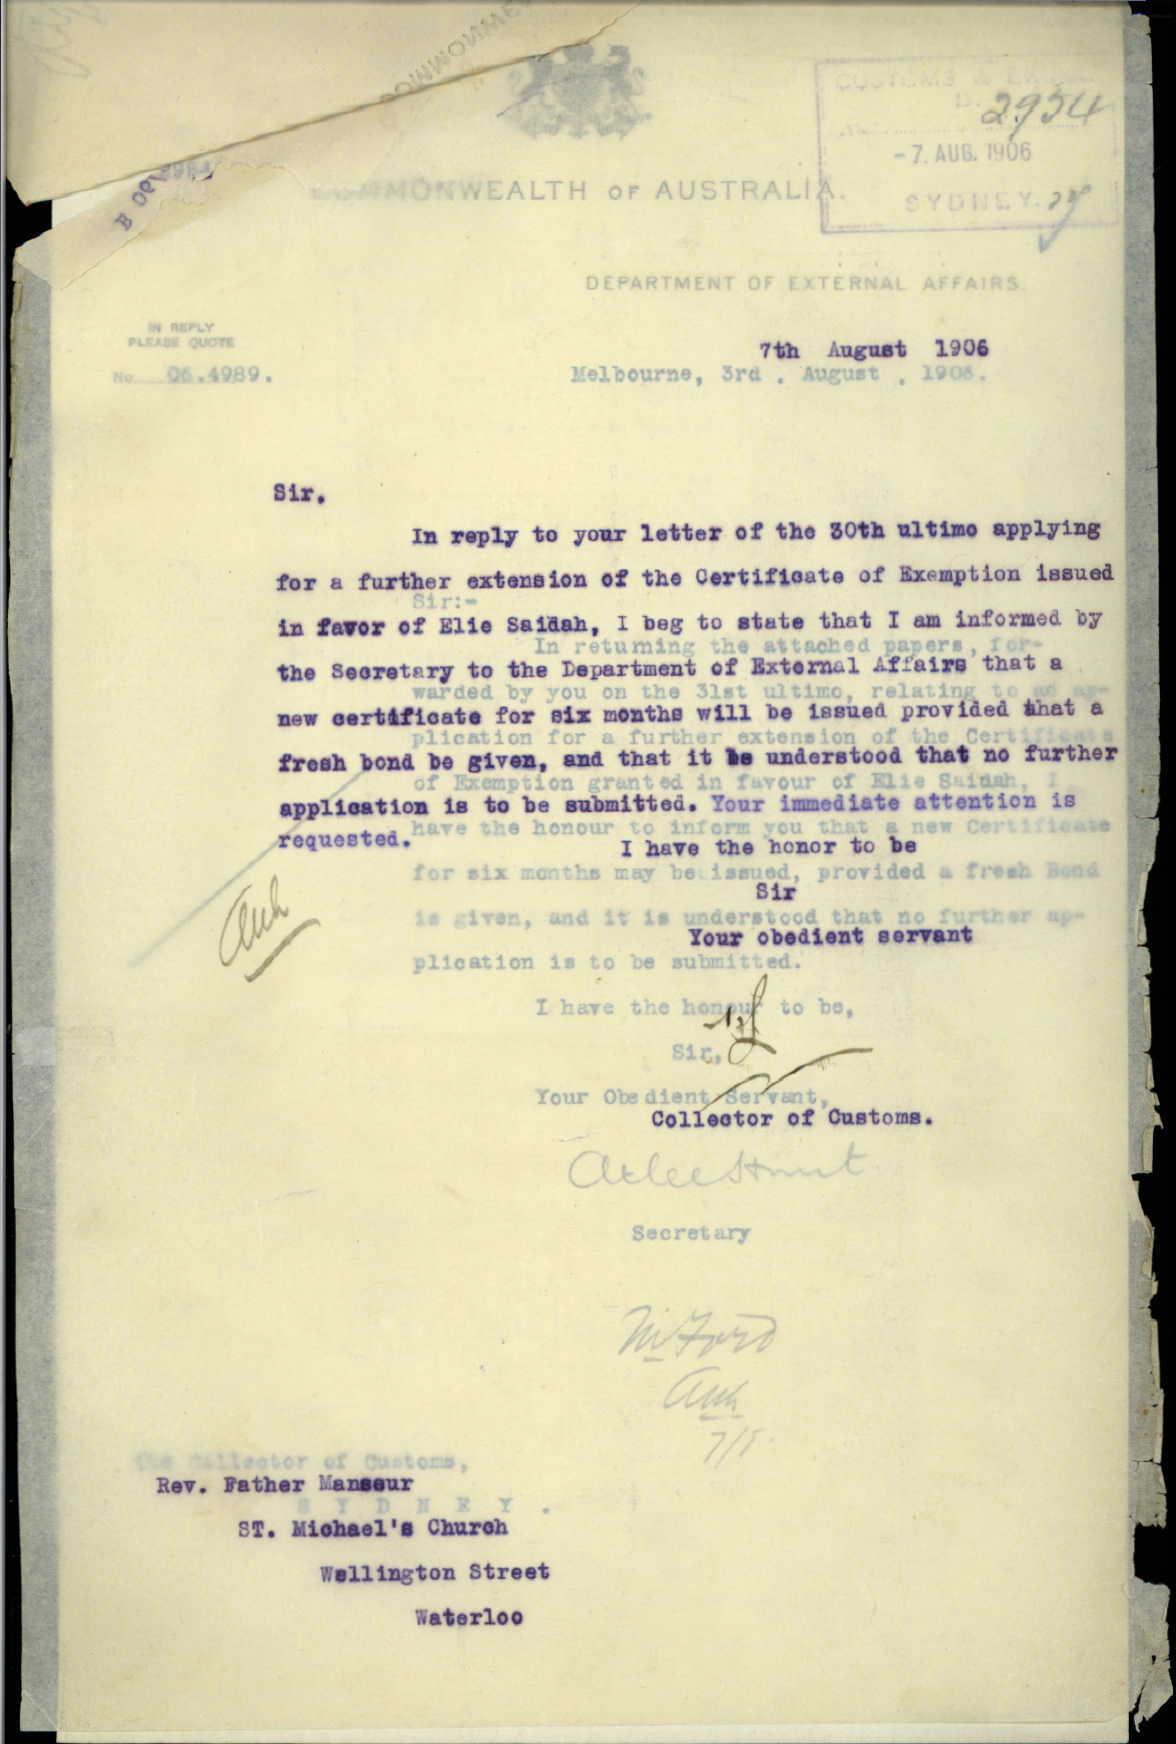 COMMONWE
COMMONWEALTH OF AUSTRALIA.
CUSTOMS &
2954
-7. AUG. 1906
SYDNEY.
DEPARTMENT OF EXTERNAL AFFAIRS.
IN REPLY
PLEASE QUOTE
No 06.4989.
7th August 1906
Melbourne, 3rd . August . 1906.
Sir.
In reply to your letter of the 30th ultimo applying
for a further extension of the Certificate of Exemption issued
in favor of Elie Saidah, I beg to state that I am informed by
the Secretary to the Department of External Affairs that a
new certificate for six months will be issued provided that a
fresh bond be given, and that it be understood that no further
application is to be submitted. Your immediate attention is
requested.
I have the honor to be
Sir
Your obedient servant
Collector of Customs.
Rev. Father Mansour
ST. Michael's Church
Wellington Street
Waterloo
Sir:-
In returning the attached papers, for-
warded by you on the 31st ultimo, relating to an ap-
plication for a further extension of the Certificate
of Exemption granted in favour of Elie Saidah, I
have the honour to inform you that a new Certificate
for six months may be issued, provided a fresh Bond
is given, and it is understood that no further ap-
plication is to be submitted.
I have the honour to be,
Sir,
Your Obedient Servant,
Atlee Hunt
Secretary
Mr Ford
7/8
The Collector of Customs,
SYDNEY.